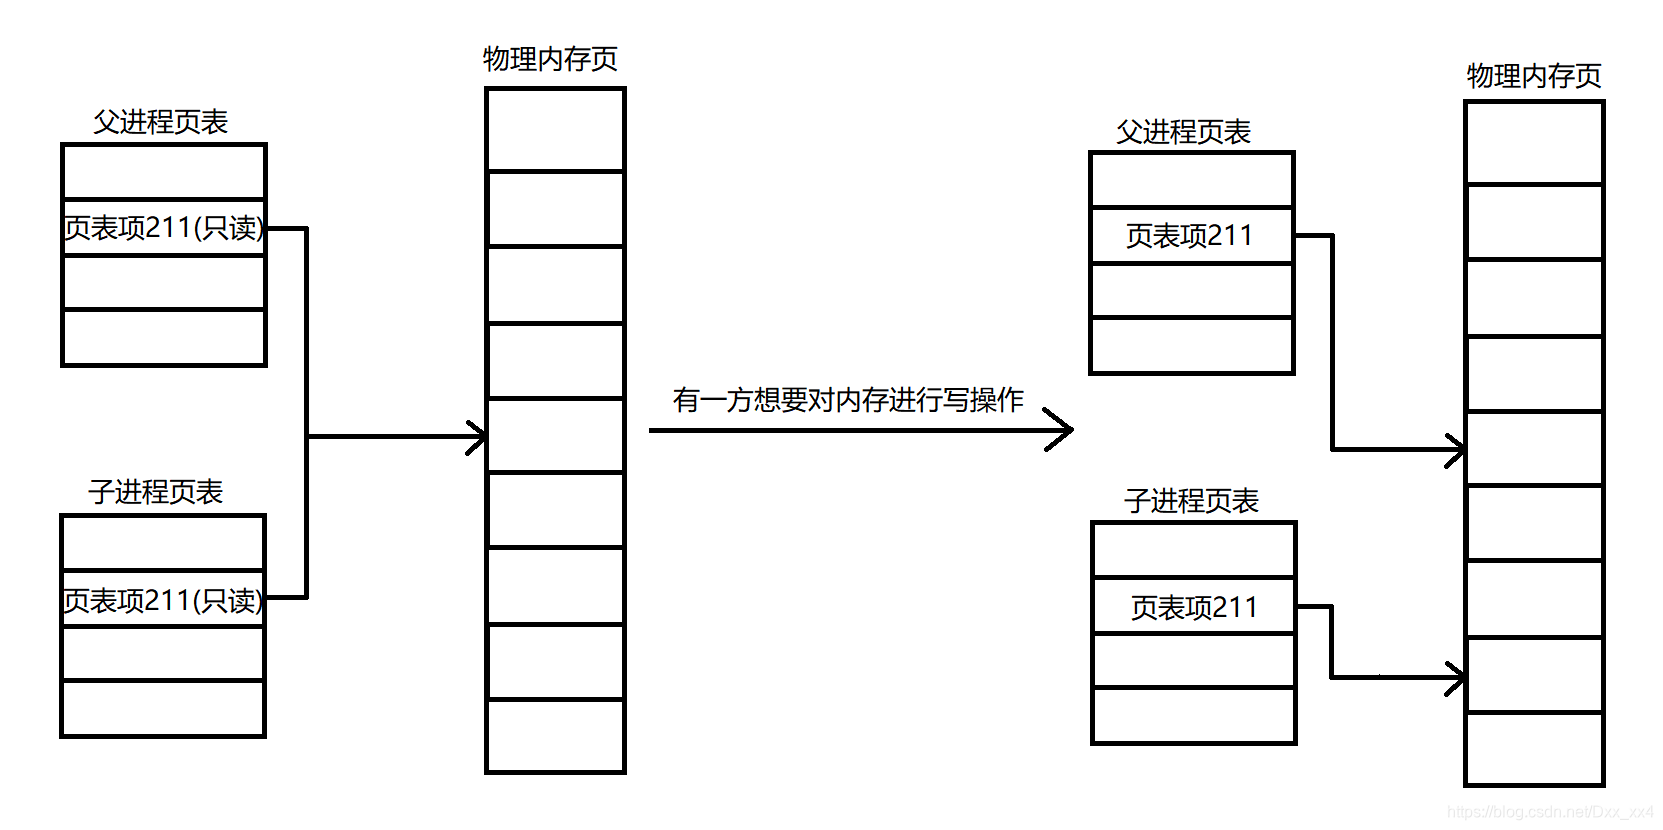 物理内存页
父进程页表
页表项211(只读)
子进程页表
页表项211(只读)
有一方想要对内存进行写操作
物理内存页
父进程页表
页表项211
子进程页表
页表项211
https://blog.csdn.net/Dxx_xx4